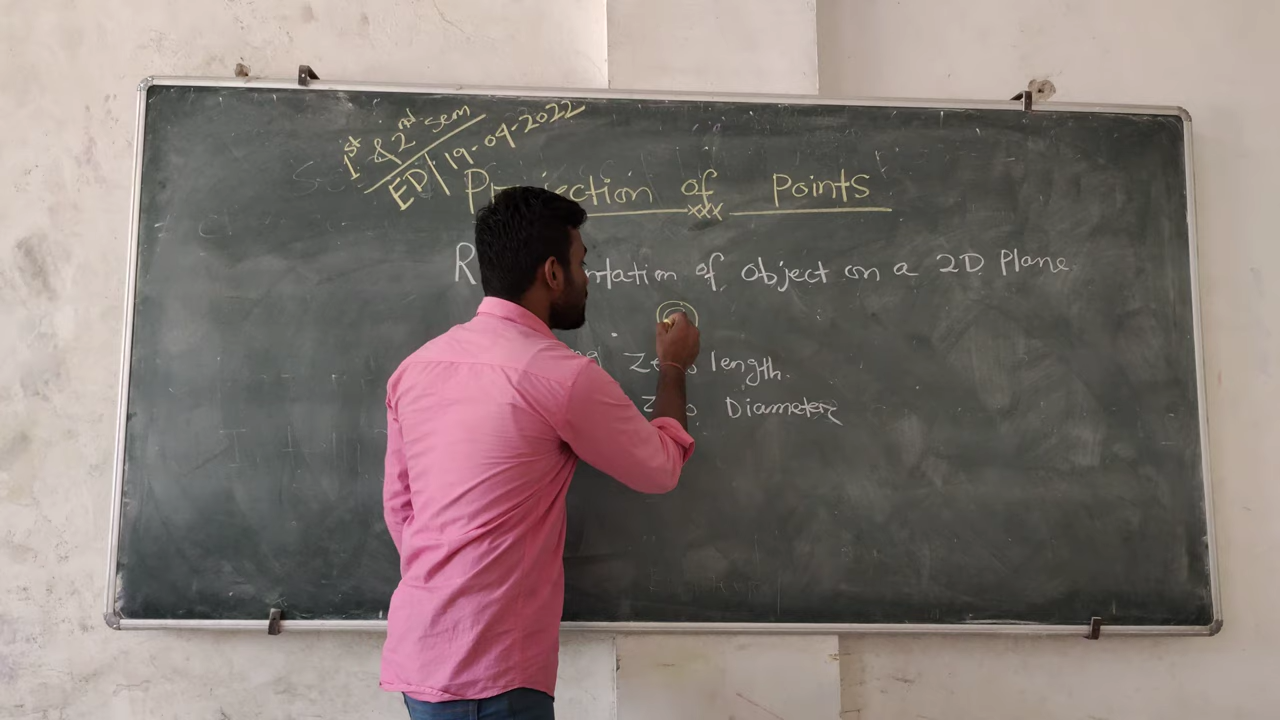 1st & 2nd sem
ED 19-04-2022
Projection of Points
xxx
Representation of object on a 2D Plane
Zero length.
Zero Diameter